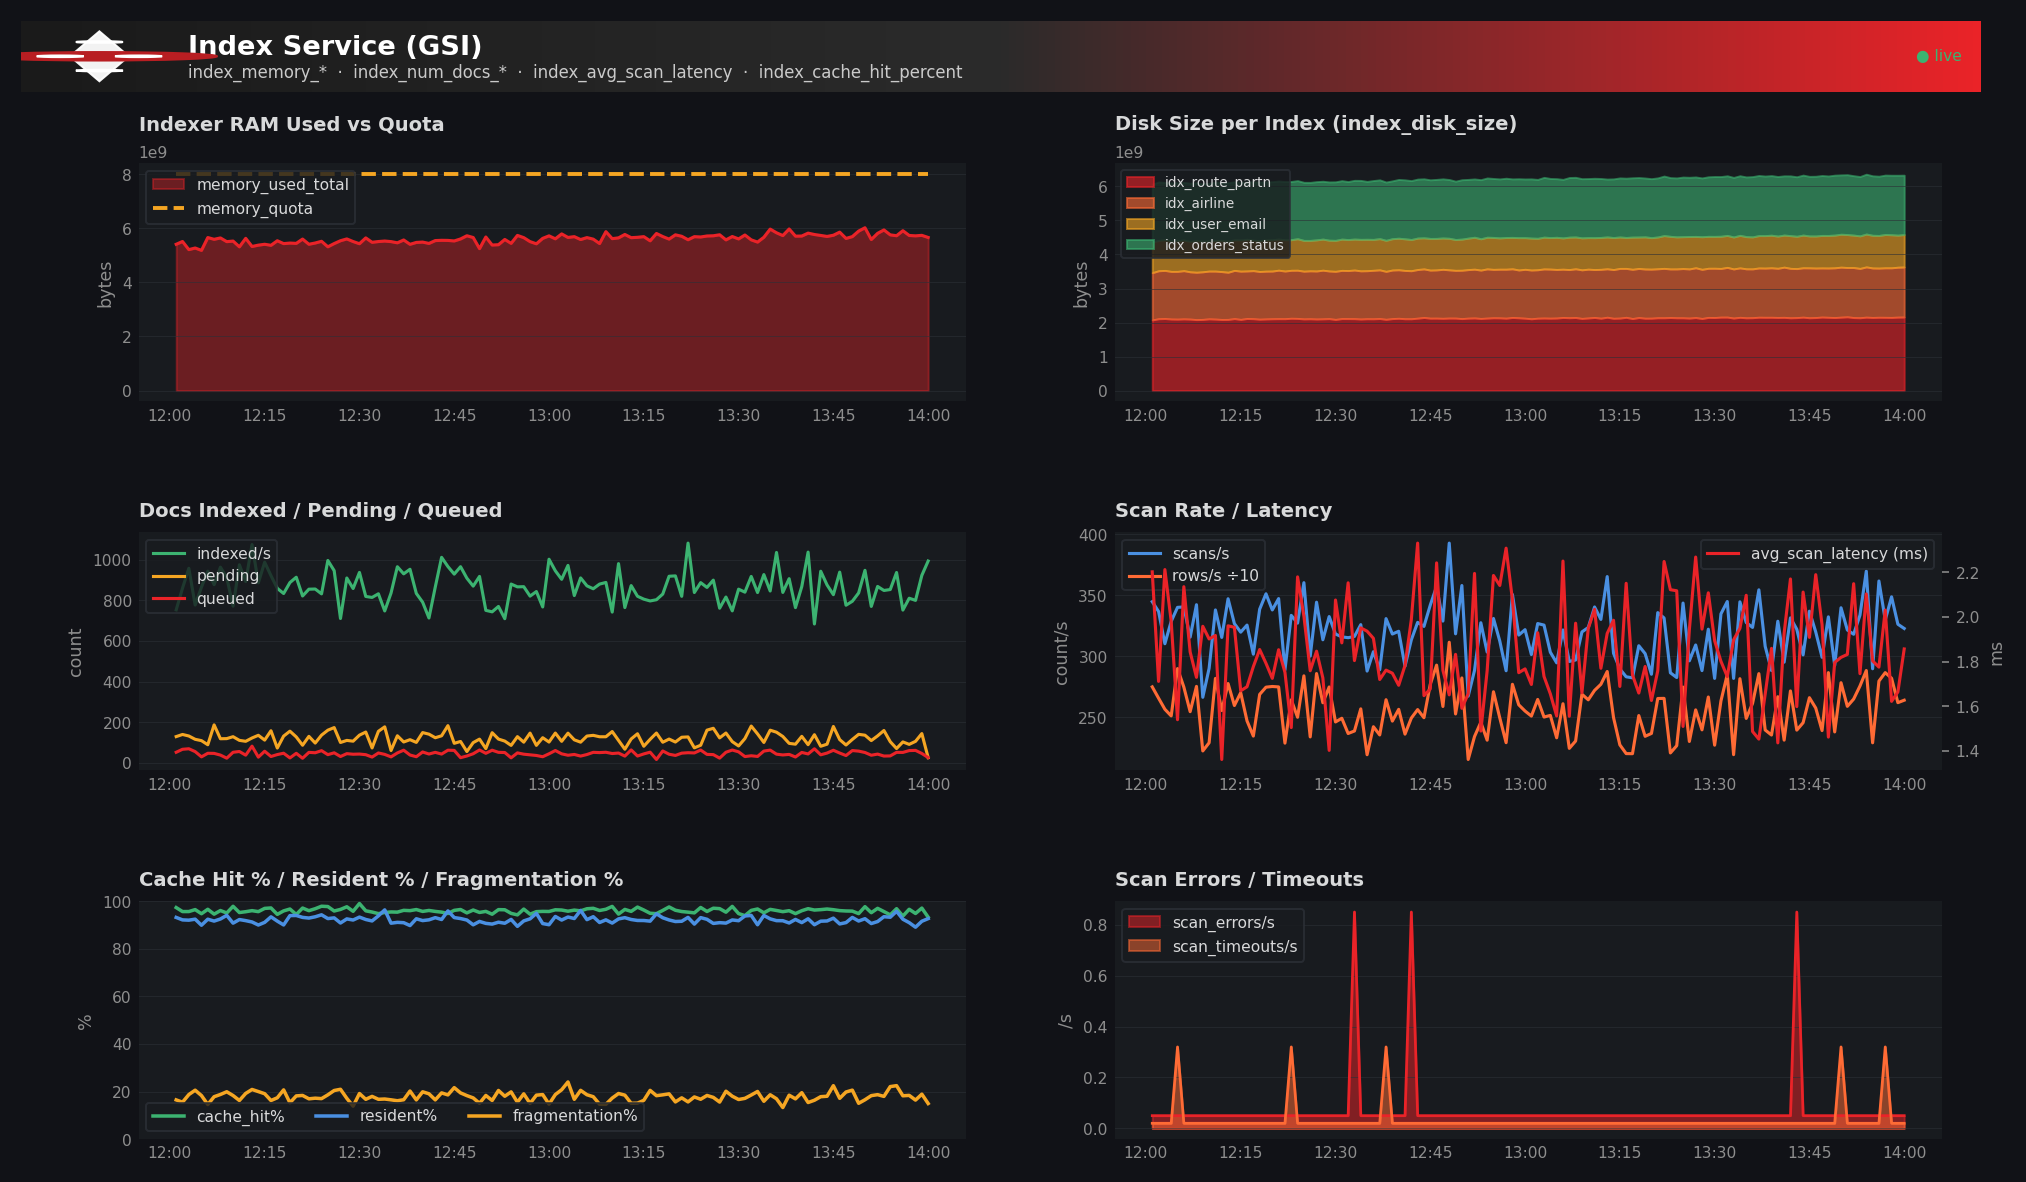 Index Service (GSI)
index_memory_* · index_num_docs_* · index_avg_scan_latency · index_cache_hit_percent
● live
Indexer RAM Used vs Quota
1e9
8
6
4
2
0
bytes
memory_used_total
memory_quota
12:00 12:15 12:30 12:45 13:00 13:15 13:30 13:45 14:00
Disk Size per Index (index_disk_size)
1e9
6
5
4
3
2
1
0
bytes
idx_route_partn
idx_airline
idx_user_email
idx_orders_status
12:00 12:15 12:30 12:45 13:00 13:15 13:30 13:45 14:00
Docs Indexed / Pending / Queued
1000
800
600
400
200
0
count
indexed/s
pending
queued
12:00 12:15 12:30 12:45 13:00 13:15 13:30 13:45 14:00
Scan Rate / Latency
400
350
300
250
count/s
scans/s
rows/s ÷10
avg_scan_latency (ms)
2.2
2.0
1.8
1.6
1.4
ms
12:00 12:15 12:30 12:45 13:00 13:15 13:30 13:45 14:00
Cache Hit % / Resident % / Fragmentation %
100
80
60
40
20
0
%
cache_hit% resident% fragmentation%
12:00 12:15 12:30 12:45 13:00 13:15 13:30 13:45 14:00
Scan Errors / Timeouts
0.8
0.6
0.4
0.2
0.0
/s
scan_errors/s
scan_timeouts/s
12:00 12:15 12:30 12:45 13:00 13:15 13:30 13:45 14:00